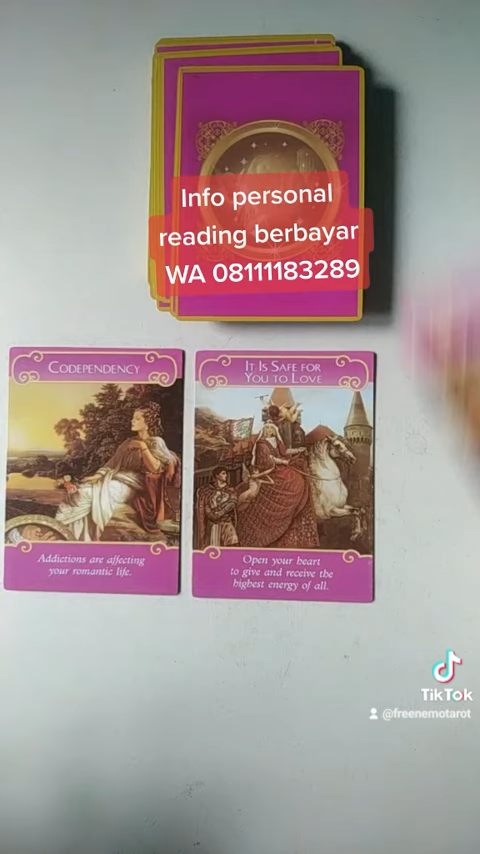 Info personal
reading berbayar
WA 08111183289
CODEPENDENCY
Addictions are affecting
your romantic life.
IT IS SAFE FOR
YOU TO LOVE
Open your heart
to give and receive the
highest energy of all.
TikTok
@freenemotarot